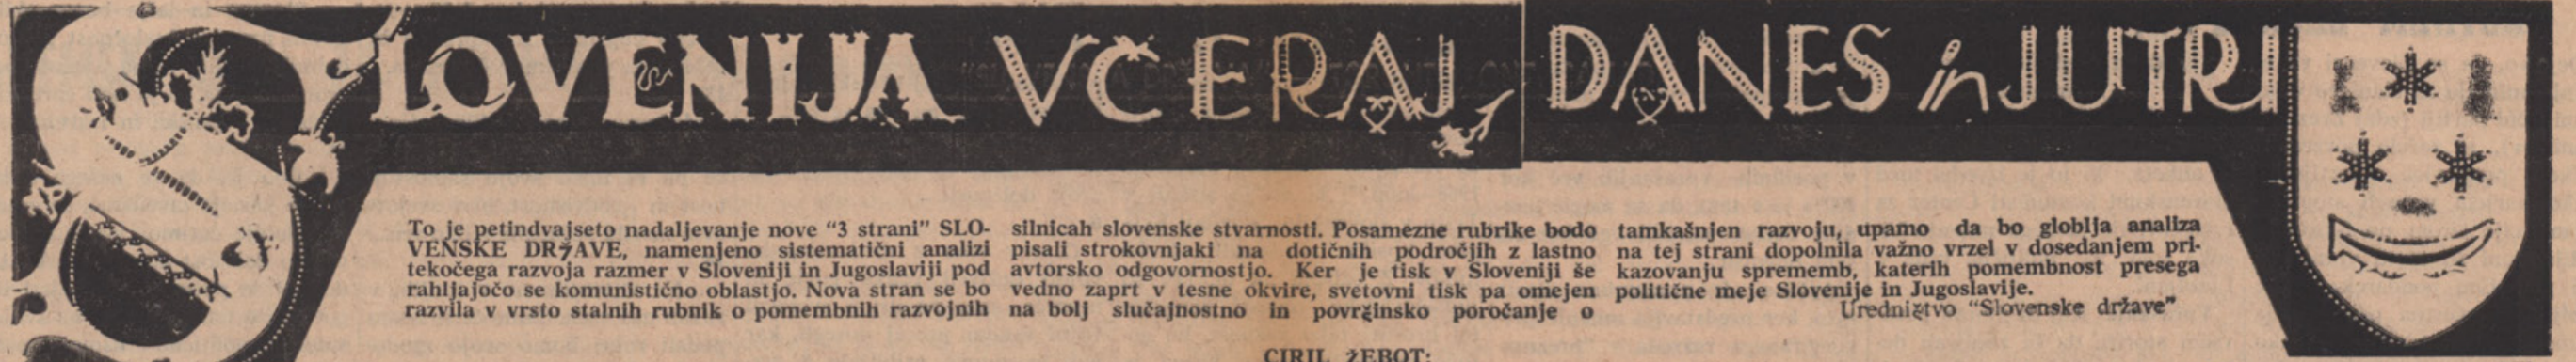 SLOVENIJA VČERAJ, DANES in JUTRI
To je petindvajseto nadaljevanje nove “3 strani” SLO-
VENSKE DRŽAVE, namenjeno sistematični analizi
tekočega razvoja razmer v Sloveniji in Jugoslaviji pod
rahljajočo se komunistično oblastjo. Nova stran se bo
razvila v vrsto stalnih rubnik o pomembnih razvojnih
silnicah slovenske stvarnosti. Posamezne rubrike bodo
pisali strokovnjaki na dotičnih področjih z lastno
avtorsko odgovornostjo. Ker je tisk v Sloveniji še
vedno zaprt v tesne okvire, svetovni tisk pa omejen
na bolj slučajnostno in površinsko poročanje o
tamkašnjen razvoju, upamo da bo globlja analiza
na tej strani dopolnila važno vrzel v dosedanjem pri-
kazovanju sprememb, katerih pomembnost presega
politične meje Slovenije in Jugoslavije.
Uredništvo “Slovenske države”
CIRIL ŽEBOT: